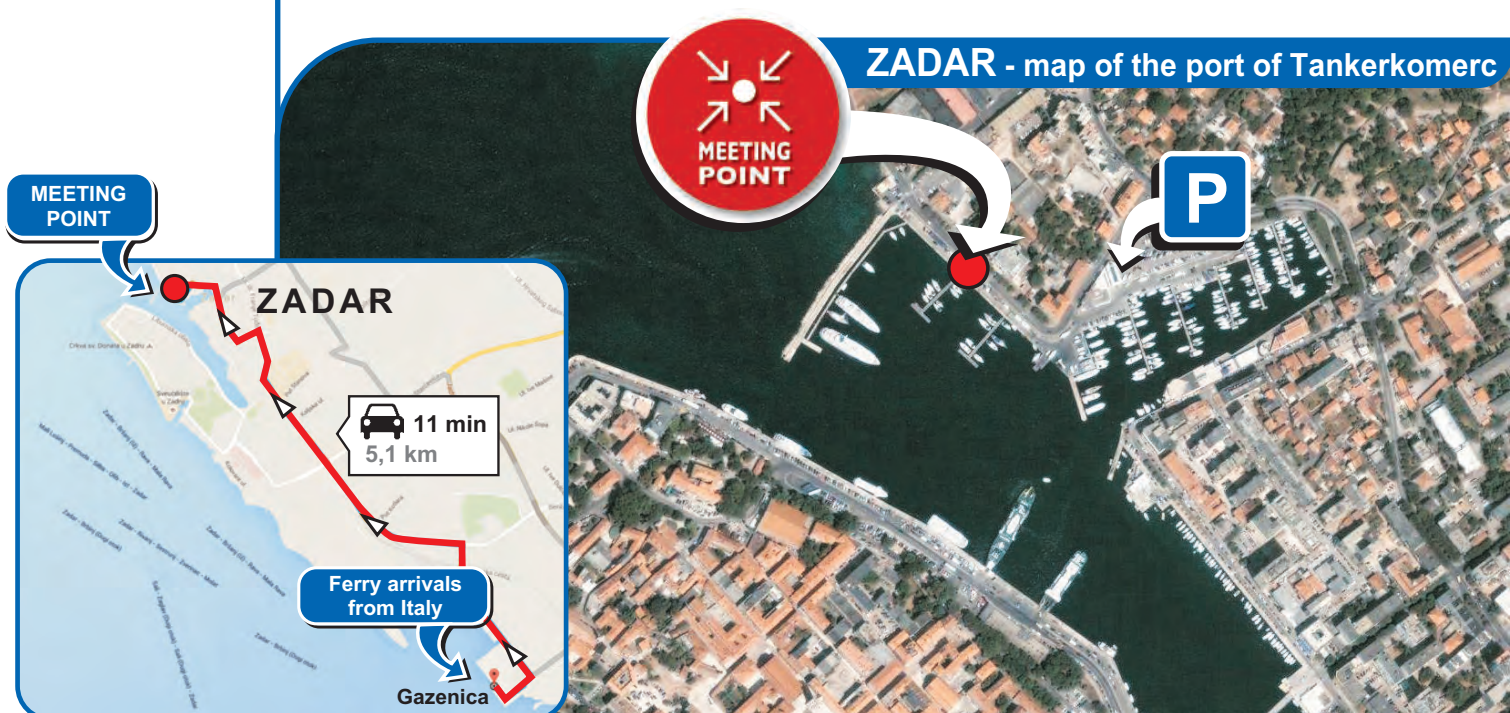 ZADAR - map of the port of Tankerkomerc
MEETING
POINT
P
MEETING
POINT
ZADAR
11 min
5,1 km
Ferry arrivals
from Italy
Gazenica